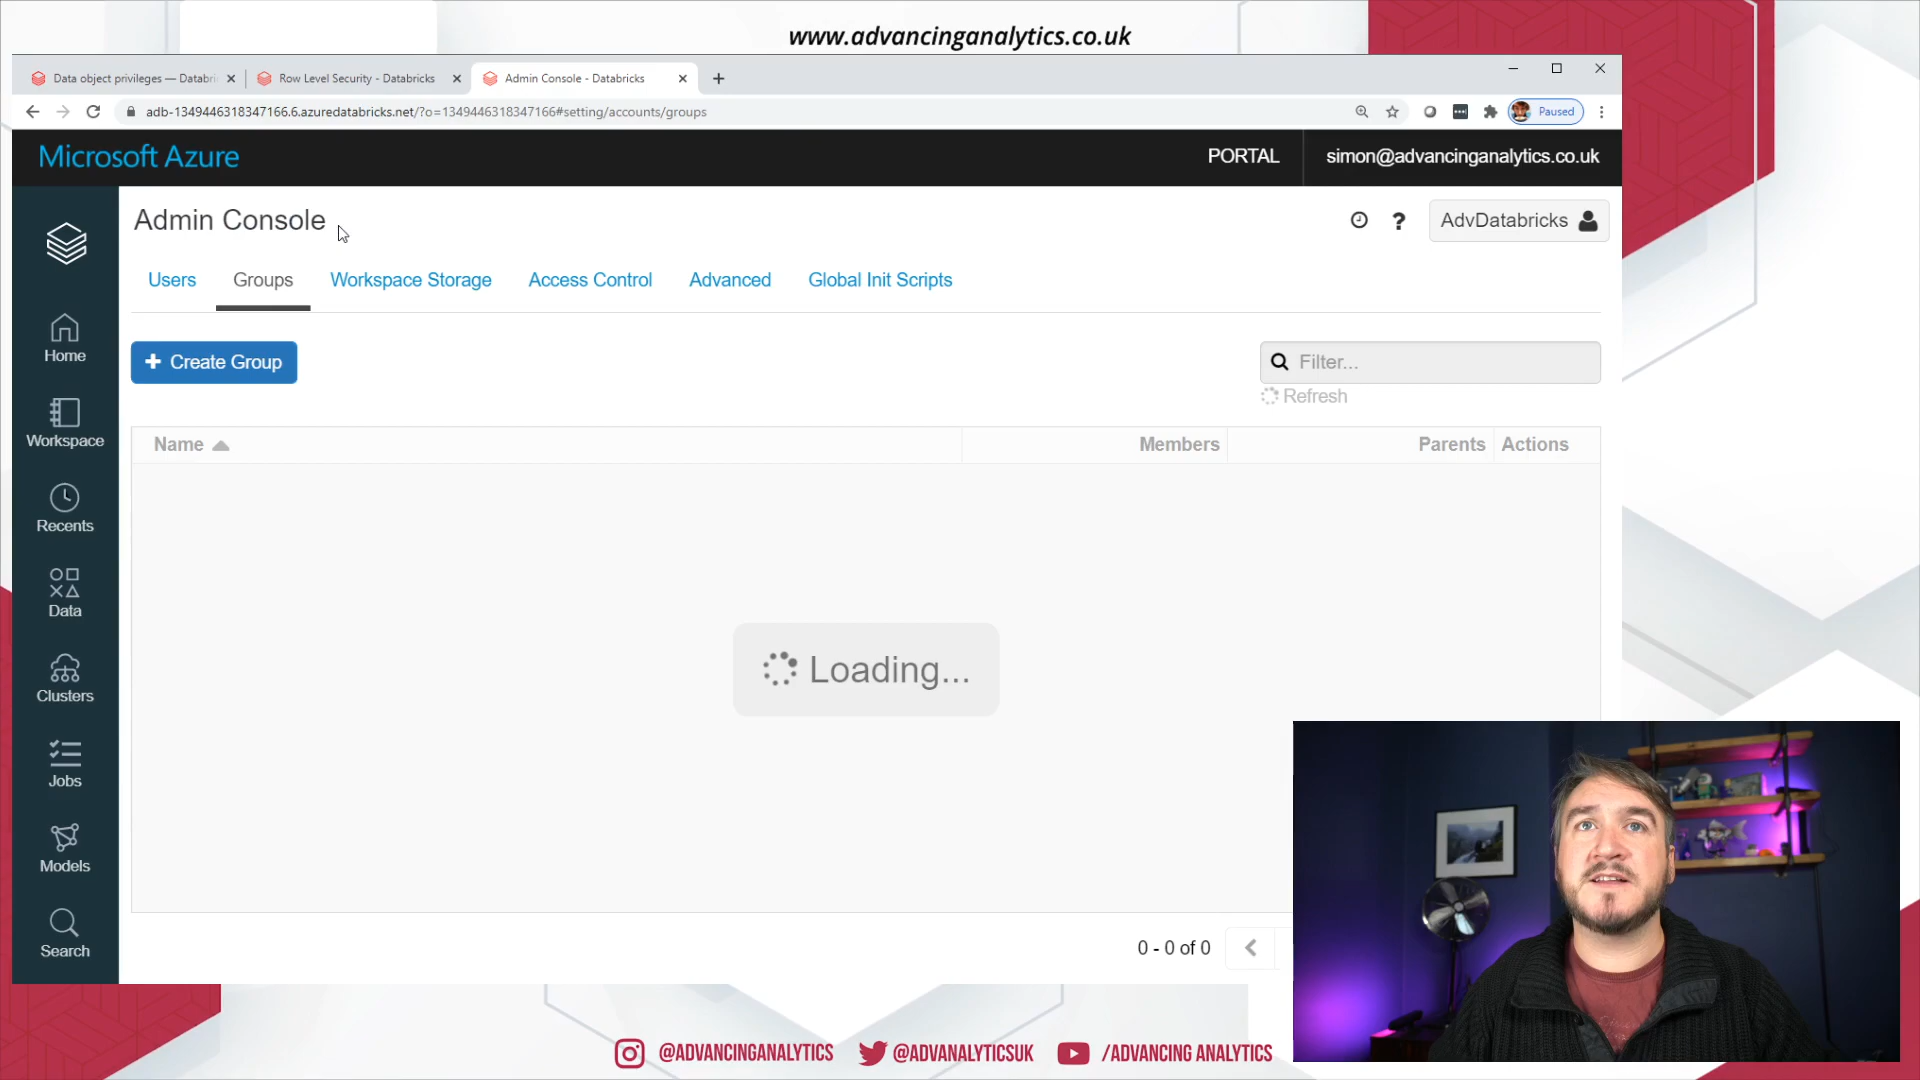 www.advancinganalytics.co.uk
Data object privileges — Databri
Row Level Security - Databricks
Admin Console - Databricks
adb-1349446318347166.6.azuredatabricks.net/?o=1349446318347166#setting/accounts/groups
Paused
Microsoft Azure
PORTAL
simon@advancinganalytics.co.uk
Admin Console
? AdvDatabricks
Users Groups Workspace Storage Access Control Advanced Global Init Scripts
+ Create Group
Filter...
Refresh
Name Members Parents Actions
Loading...
0 - 0 of 0
Home
Workspace
Recents
Data
Clusters
Jobs
Models
Search
@ADVANCINGANALYTICS
@ADVANALYTICSUK
/ADVANCING ANALYTICS